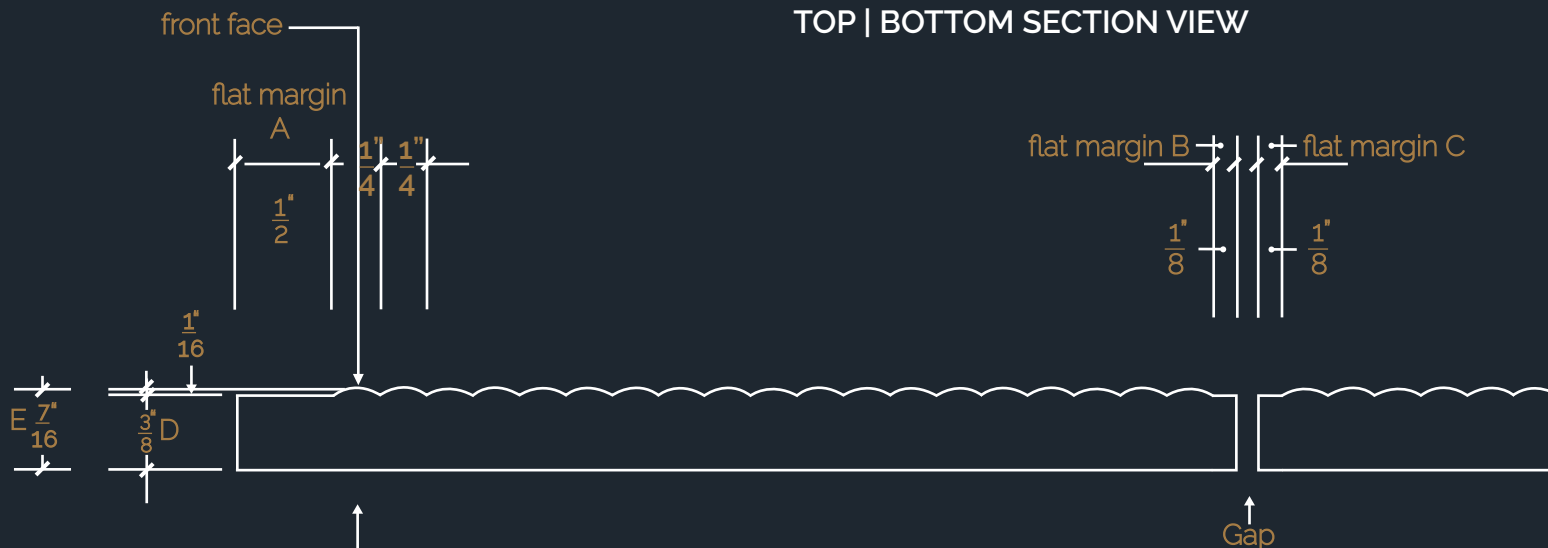 TOP | BOTTOM SECTION VIEW
front face
flat margin
A
1"
4
1"
4
1"
2
flat margin B
flat margin C
1"
8
1"
8
1"
16
E 7"
16
3"
8
D
Gap